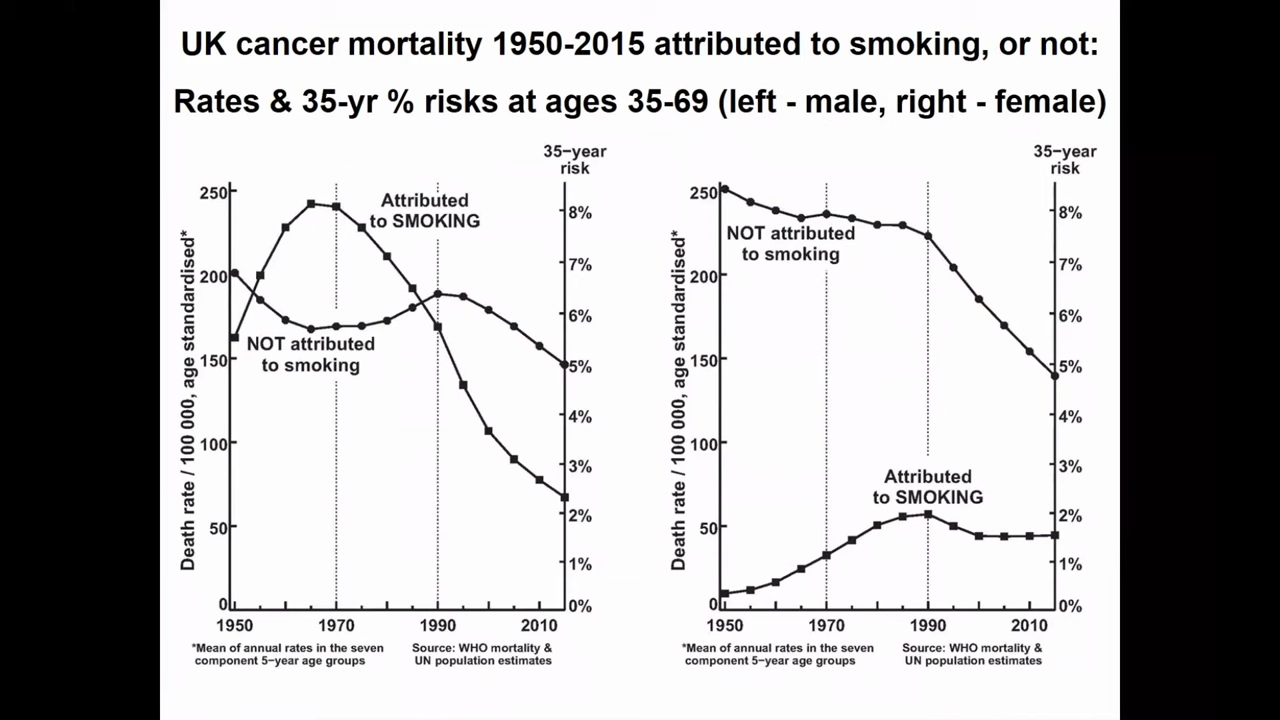 UK cancer mortality 1950-2015 attributed to smoking, or not:
Rates & 35-yr % risks at ages 35-69 (left - male, right - female)
35−year
risk
250
200
150
100
50
0
Death rate / 100 000, age standardised*
Attributed
to SMOKING
NOT attributed
to smoking
8%
7%
6%
5%
4%
3%
2%
1%
0%
1950
1970
1990
2010
*Mean of annual rates in the seven
component 5−year age groups
Source: WHO mortality &
UN population estimates
35−year
risk
250
200
150
100
50
0
Death rate / 100 000, age standardised*
NOT attributed
to smoking
Attributed
to SMOKING
8%
7%
6%
5%
4%
3%
2%
1%
0%
1950
1970
1990
2010
*Mean of annual rates in the seven
component 5−year age groups
Source: WHO mortality &
UN population estimates